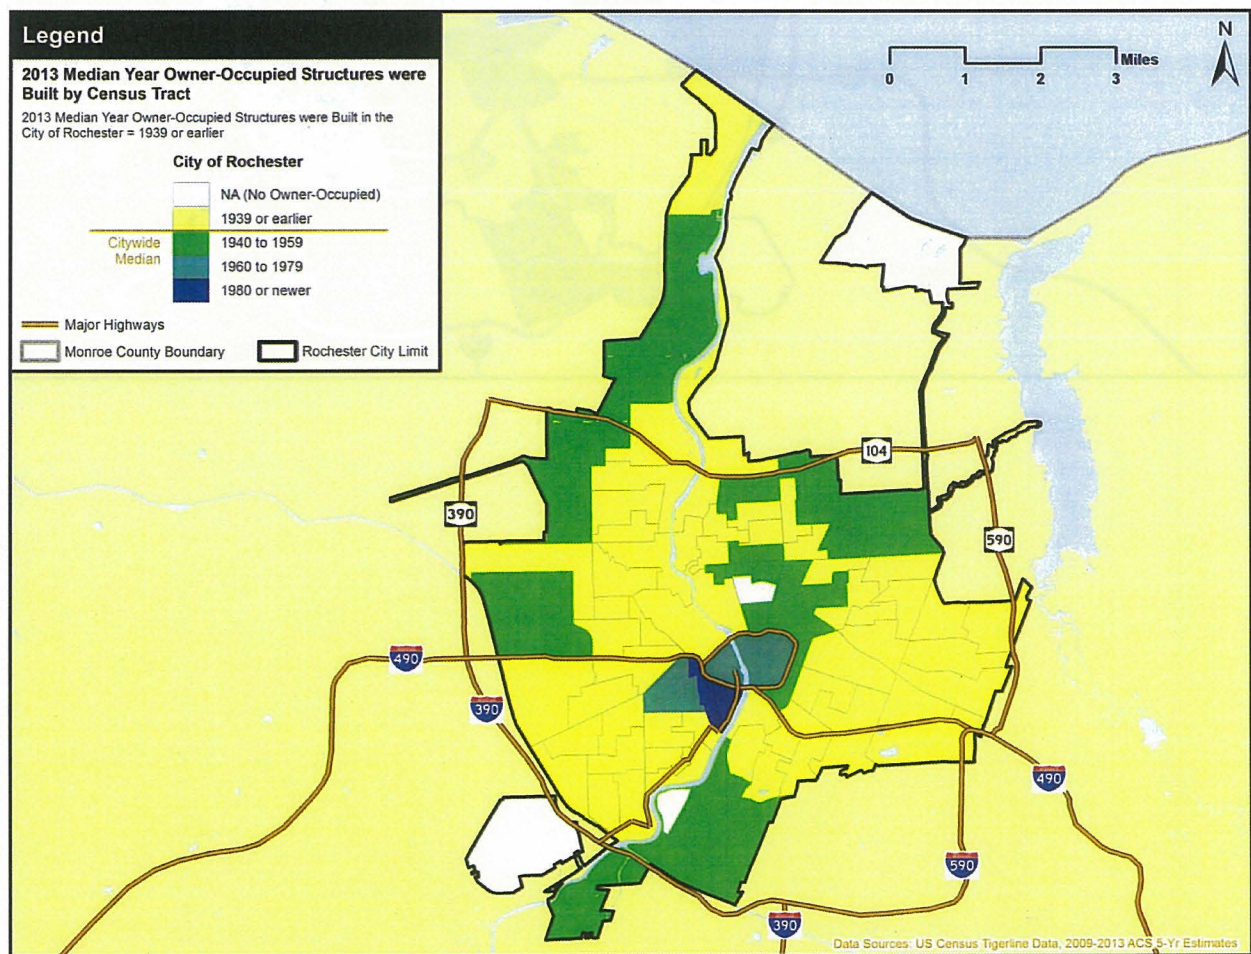 Legend
2013 Median Year Owner-Occupied Structures were
Built by Census Tract
2013 Median Year Owner-Occupied Structures were Built in the
City of Rochester = 1939 or earlier
City of Rochester
NA (No Owner-Occupied)
1939 or earlier
Citywide
Median
1940 to 1959
1960 to 1979
1980 or newer
Major Highways
Monroe County Boundary
Rochester City Limit
N
Miles
0 1 2 3
104
390
590
490
390
490
590
390
Data Sources: US Census Tigerline Data, 2009-2013 ACS 5-Yr Estimates